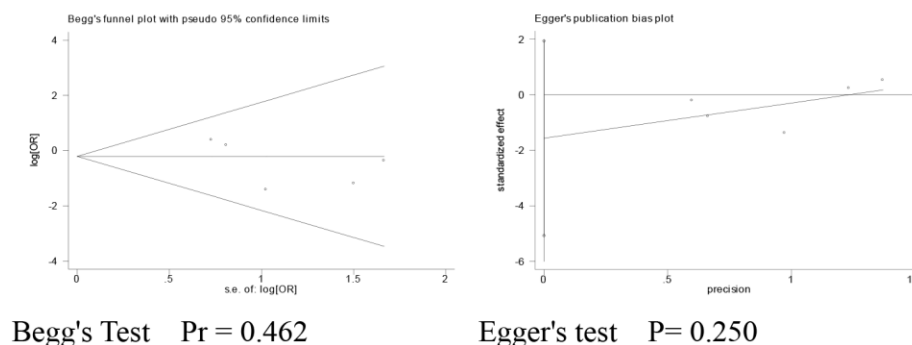 Begg's funnel plot with pseudo 95% confidence limits
4
2
0
-2
-4
log[OR]
0 .5 1 1.5 2
s.e. of: log[OR]
Begg's Test Pr = 0.462
Egger's publication bias plot
2
0
-2
-4
-6
standardized effect
0 1 1.
precision
Egger's test P= 0.250